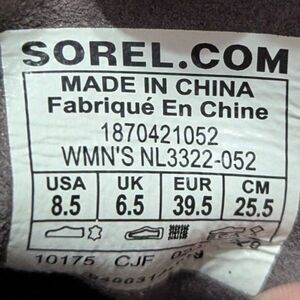 SOREL.COM
MADE IN CHINA
Fabriqué En Chine
1870421052
WMN'S NL3322-052
USA UK EUR CM
8.5 6.5 39.5 25.5
10175 CJF